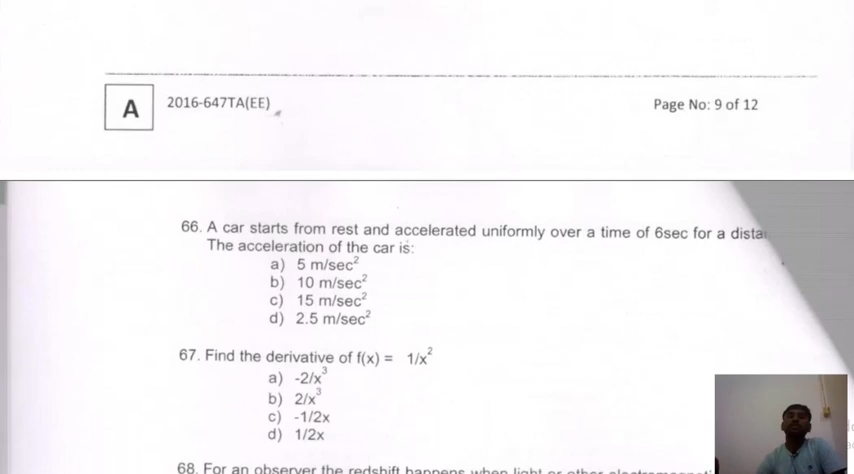 A
2016-647TA(EE)
Page No: 9 of 12
66. A car starts from rest and accelerated uniformly over a time of 6sec for a
The acceleration of the car is:
a) 5 m/sec²
b) 10 m/sec²
c) 15 m/sec²
d) 2.5 m/sec²
67. Find the derivative of f(x) = 1/x²
a) -2/x³
b) 2/x³
c) -1/2x
d) 1/2x
68. For an observer the redshift happens when light or other